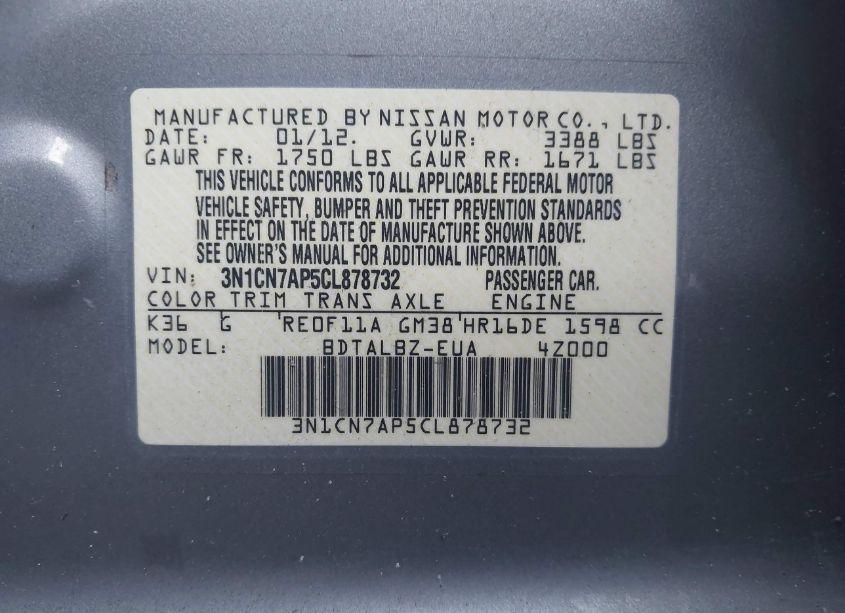 MANUFACTURED BY NISSAN MOTOR CO., LTD.
DATE: 01/12. GVWR: 3388 LBS
GAWR FR: 1750 LBS GAWR RR: 1671 LBS
THIS VEHICLE CONFORMS TO ALL APPLICABLE FEDERAL MOTOR
VEHICLE SAFETY, BUMPER AND THEFT PREVENTION STANDARDS
IN EFFECT ON THE DATE OF MANUFACTURE SHOWN ABOVE.
SEE OWNER'S MANUAL FOR ADDITIONAL INFORMATION.
VIN: 3N1CN7AP5CL878732 PASSENGER CAR.
COLOR TRIM TRANS AXLE ENGINE
K36 G 'RE0F11A GM38'HR16DE 1598 CC
MODEL: BDTALBZ-EUA 4Z000
3N1CN7AP5CL878732